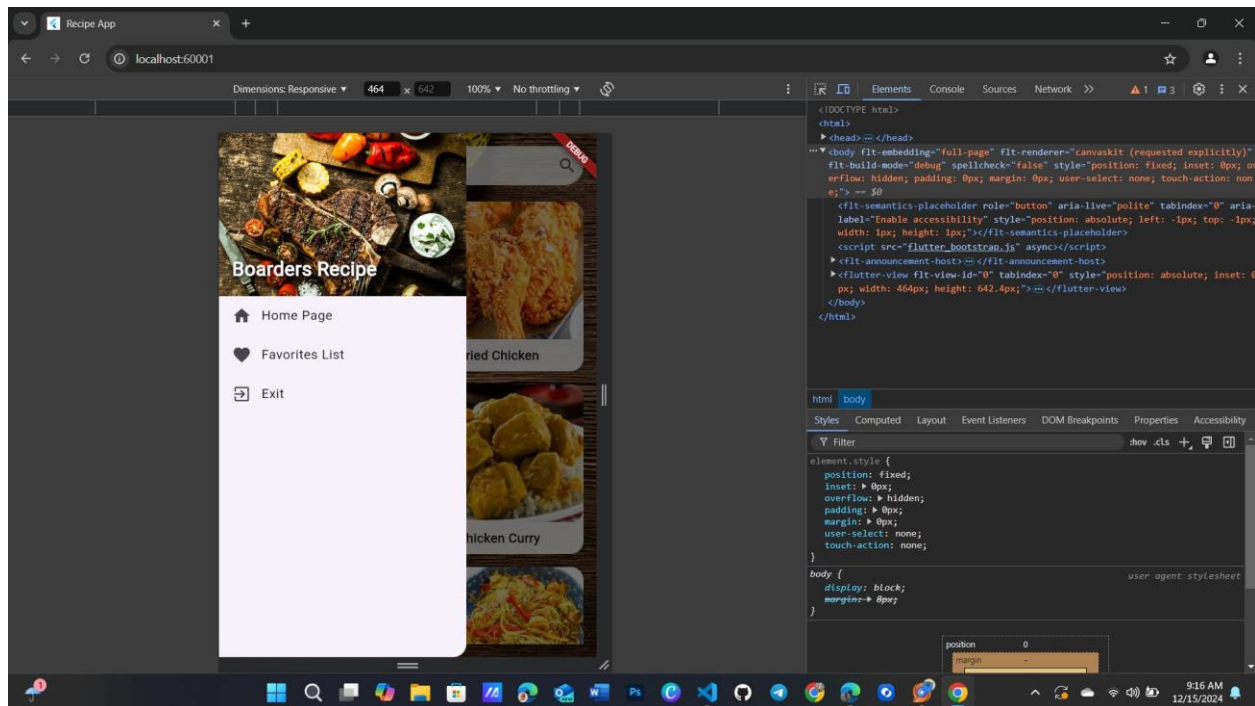 Recipe App
localhost:60001
Dimensions: Responsive 464 x 642 100% No throttling
Elements Console Sources Network 1 3
DEBUG
Boarders Recipe
Home Page
Favorites List
Exit
ried Chicken
hicken Curry
<!DOCTYPE html>
<html>
<head> </head>
<body flt-embedding="full-page" flt-renderer="canvaskit (requested explicitly)"
flt-build-mode="debug" spellcheck="false" style="position: fixed; inset: 0px; ov
erflow: hidden; padding: 0px; margin: 0px; user-select: none; touch-action: non
e;"> == $0
<flt-semantics-placeholder role="button" aria-live="polite" tabindex="0" aria-
label="Enable accessibility" style="position: absolute; left: -1px; top: -1px;
width: 1px; height: 1px;"></flt-semantics-placeholder>
<script src="flutter_bootstrap.js" async></script>
<flt-announcement-host> </flt-announcement-host>
<flutter-view flt-view-id="0" tabindex="0" style="position: absolute; inset: 0
px; width: 464px; height: 642.4px;"> </flutter-view>
</body>
</html>
html body
Styles Computed Layout Event Listeners DOM Breakpoints Properties Accessibility
Filter :hov .cls
element.style {
position: fixed;
inset: 0px;
overflow: hidden;
padding: 0px;
margin: 0px;
user-select: none;
touch-action: none;
}
body { user agent stylesheet
display: block;
margin: 8px;
}
position 0
margin -
1
Ps
9:16 AM
12/15/2024